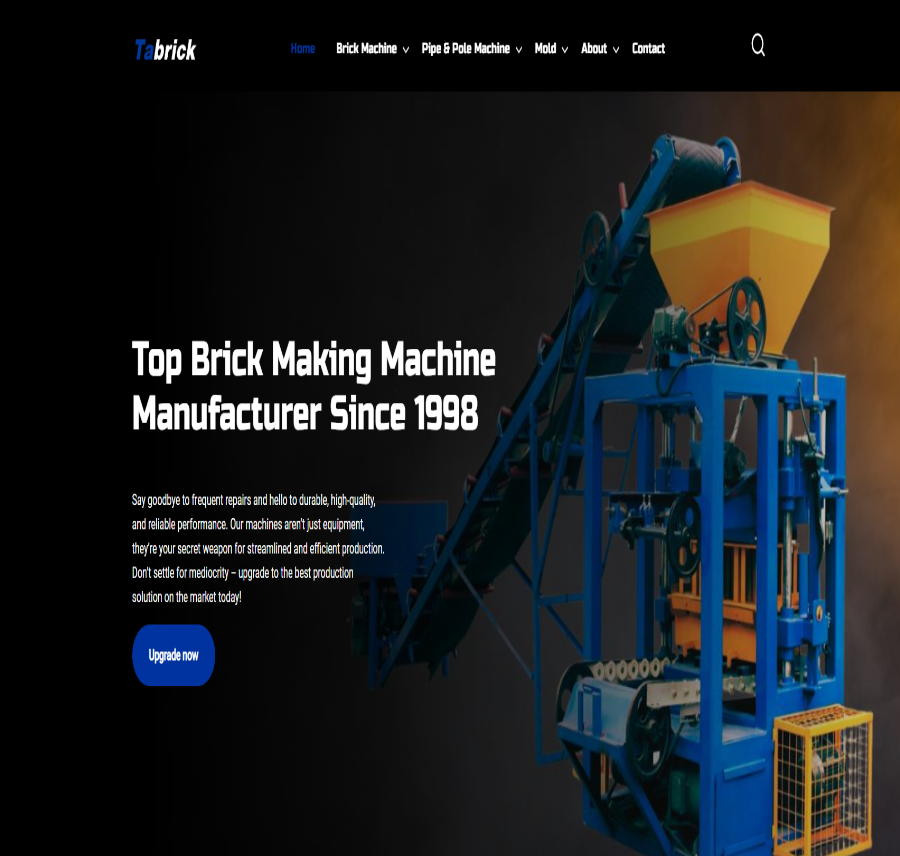 Tabrick
Home Brick Machine Pipe & Pole Machine Mold About Contact
Top Brick Making Machine
Manufacturer Since 1998
Say goodbye to frequent repairs and hello to durable, high-quality,
and reliable performance. Our machines aren't just equipment,
they're your secret weapon for streamlined and efficient production.
Don't settle for mediocrity – upgrade to the best production
solution on the market today!
Upgrade now